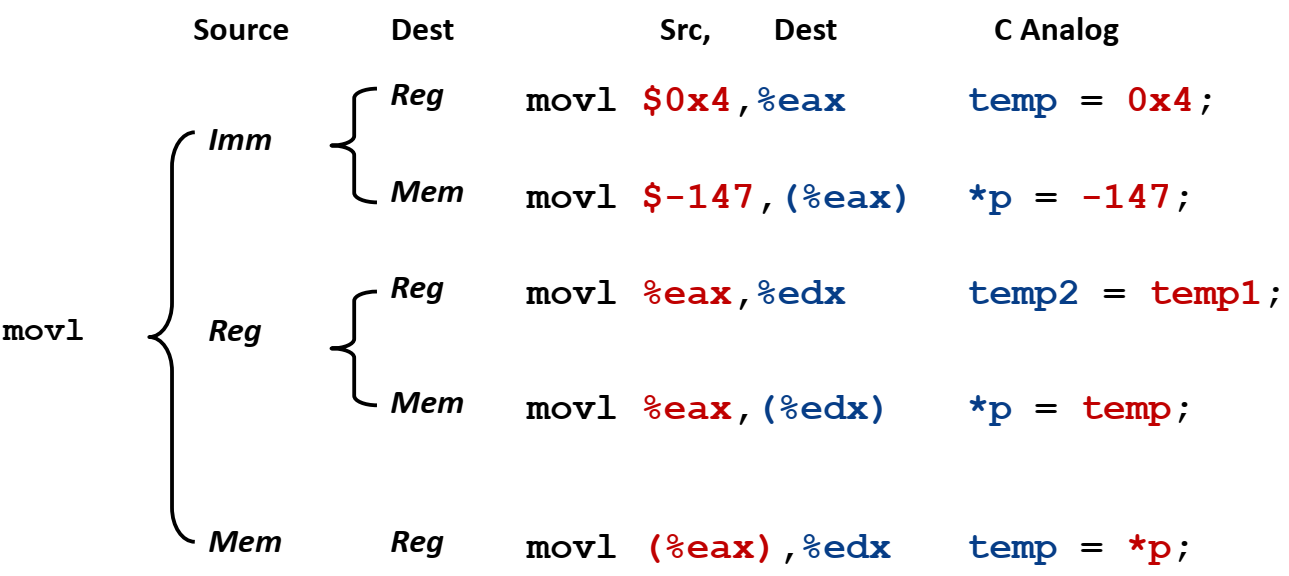 Source Dest Src, Dest C Analog
Reg movl $0x4,%eax temp = 0x4;
Imm
Mem movl $-147,(%eax) *p = -147;
Reg movl %eax,%edx temp2 = temp1;
movl Reg
Mem movl %eax,(%edx) *p = temp;
Mem Reg movl (%eax),%edx temp = *p;